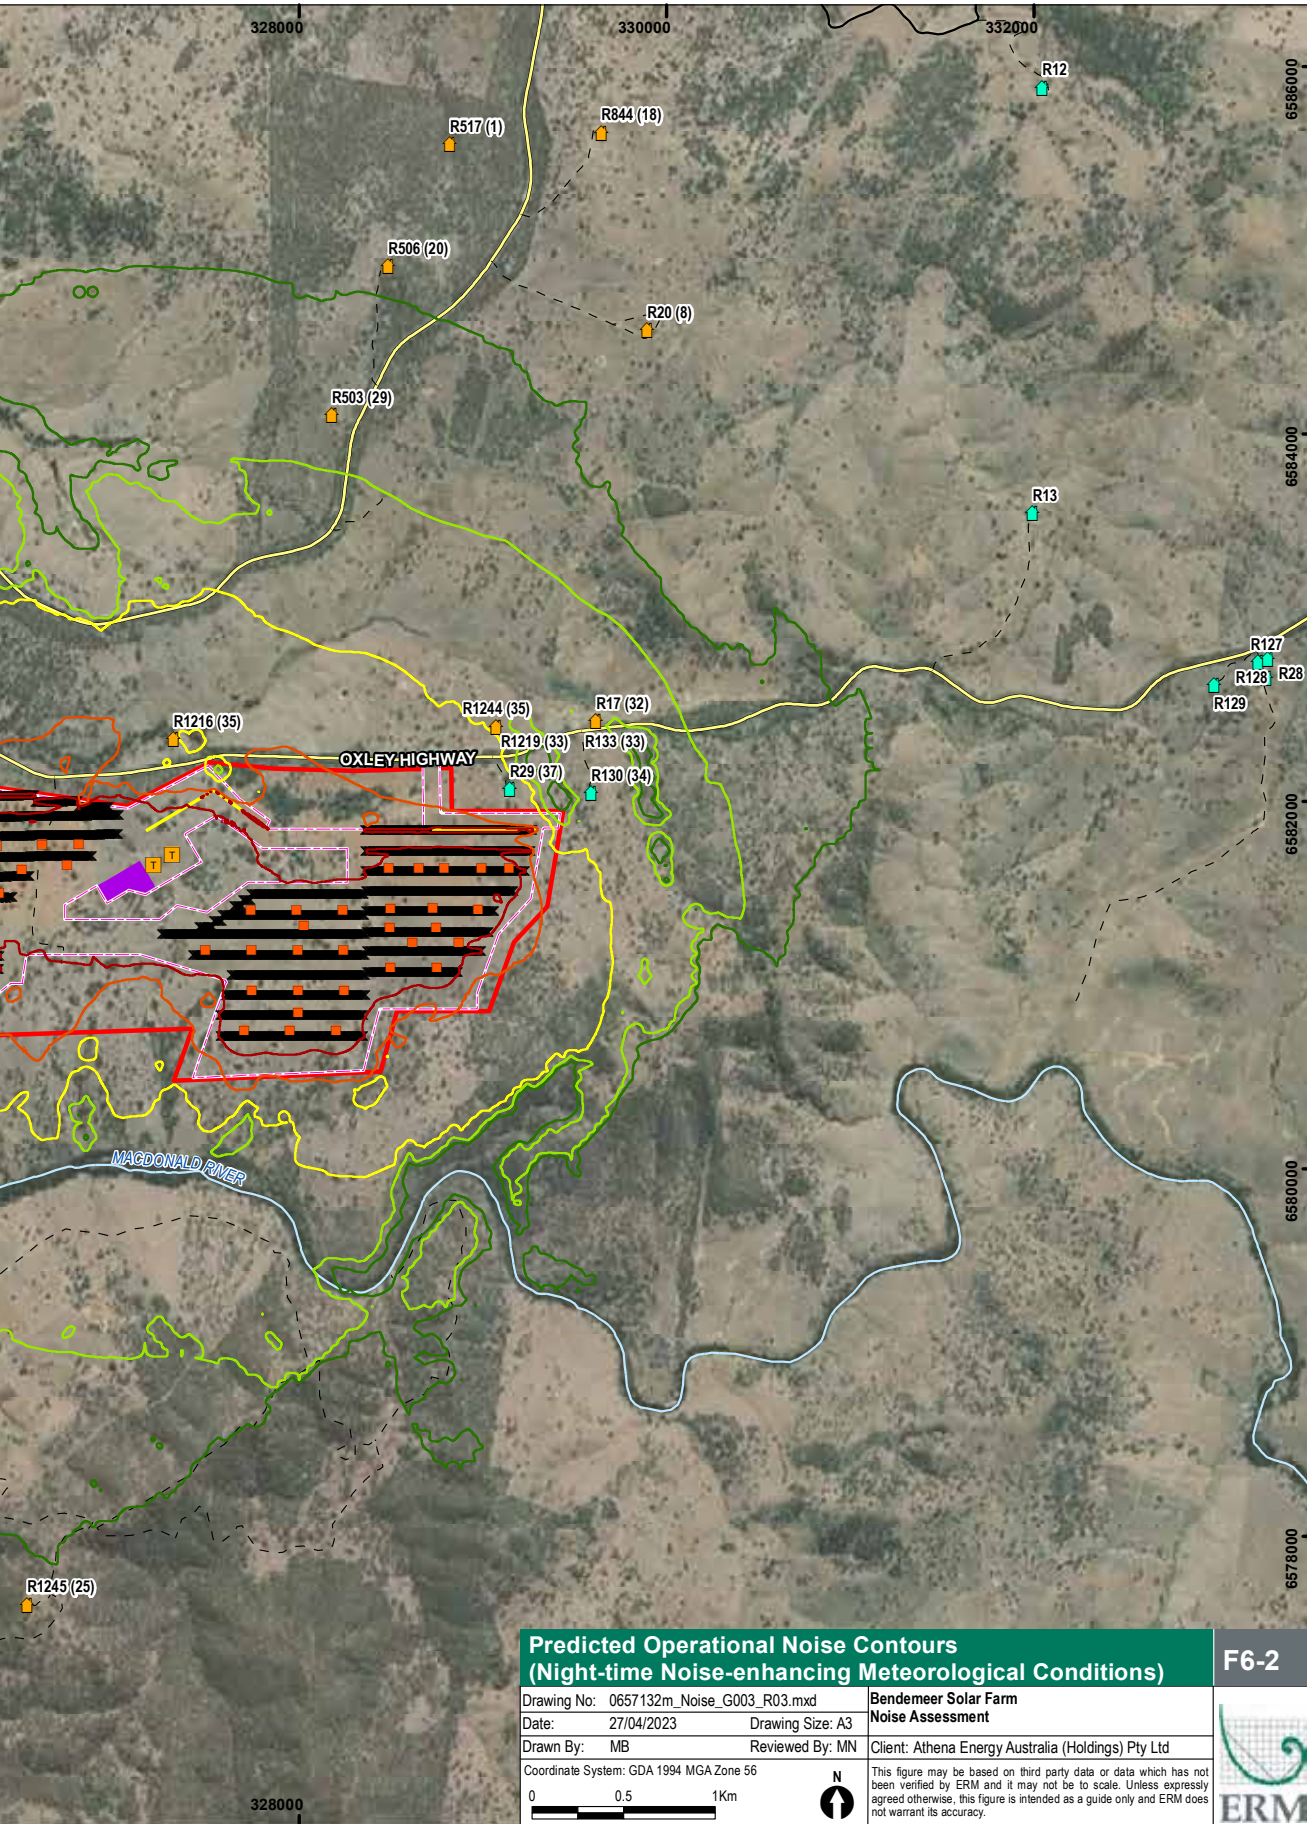 328000
330000
332000
6586000
R12
R517 (1)
R844 (18)
R506 (20)
R20 (8)
R503 (29)
6584000
R13
R127
R128
R28
R129
R1244 (35)
R17 (32)
R1216 (35)
R1219 (33)
R133 (33)
OXLEY HIGHWAY
R29 (37)
R130 (34)
6582000
T
T
MACDONALD RIVER
6580000
6578000
R1245 (25)
328000
Predicted Operational Noise Contours
(Night-time Noise-enhancing Meteorological Conditions)
F6-2
Drawing No: 0657132m_Noise_G003_R03.mxd
Date: 27/04/2023 Drawing Size: A3
Drawn By: MB Reviewed By: MN
Coordinate System: GDA 1994 MGA Zone 56
0 0.5 1Km
N
Bendemeer Solar Farm
Noise Assessment
Client: Athena Energy Australia (Holdings) Pty Ltd
This figure may be based on third party data or data which has not
been verified by ERM and it may not be to scale. Unless expressly
agreed otherwise, this figure is intended as a guide only and ERM does
not warrant its accuracy.
ERM